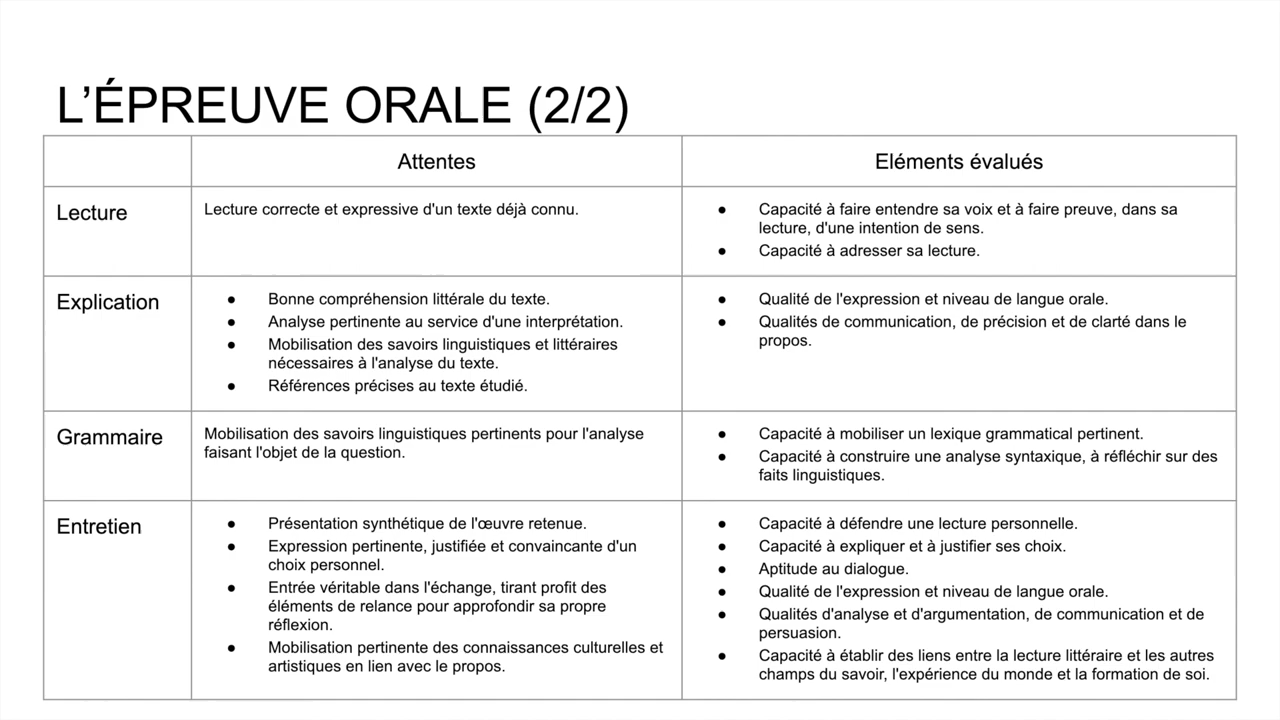 L’ÉPREUVE ORALE (2/2)
Attentes
Eléments évalués
Lecture
Lecture correcte et expressive d'un texte déjà connu.
● Capacité à faire entendre sa voix et à faire preuve, dans sa
lecture, d'une intention de sens.
● Capacité à adresser sa lecture.
Explication
● Bonne compréhension littérale du texte.
● Analyse pertinente au service d'une interprétation.
● Mobilisation des savoirs linguistiques et littéraires
nécessaires à l'analyse du texte.
● Références précises au texte étudié.
● Qualité de l'expression et niveau de langue orale.
● Qualités de communication, de précision et de clarté dans le
propos.
Grammaire
Mobilisation des savoirs linguistiques pertinents pour l'analyse
faisant l'objet de la question.
● Capacité à mobiliser un lexique grammatical pertinent.
● Capacité à construire une analyse syntaxique, à réfléchir sur des
faits linguistiques.
Entretien
● Présentation synthétique de l'œuvre retenue.
● Expression pertinente, justifiée et convaincante d'un
choix personnel.
● Entrée véritable dans l'échange, tirant profit des
éléments de relance pour approfondir sa propre
réflexion.
● Mobilisation pertinente des connaissances culturelles et
artistiques en lien avec le propos.
● Capacité à défendre une lecture personnelle.
● Capacité à expliquer et à justifier ses choix.
● Aptitude au dialogue.
● Qualité de l'expression et niveau de langue orale.
● Qualités d'analyse et d'argumentation, de communication et de
persuasion.
● Capacité à établir des liens entre la lecture littéraire et les autres
champs du savoir, l'expérience du monde et la formation de soi.